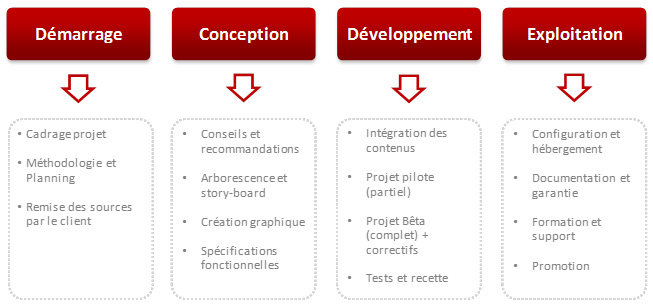 Démarrage
Conception
Développement
Exploitation
• Cadrage projet
• Méthodologie et
Planning
• Remise des sources
par le client
• Conseils et
recommandations
• Arborescence et
story-board
• Création graphique
• Spécifications
fonctionnelles
• Intégration des
contenus
• Projet pilote
(partiel)
• Projet Bêta
(complet) +
correctifs
• Tests et recette
• Configuration et
hébergement
• Documentation et
garantie
• Formation et
support
• Promotion